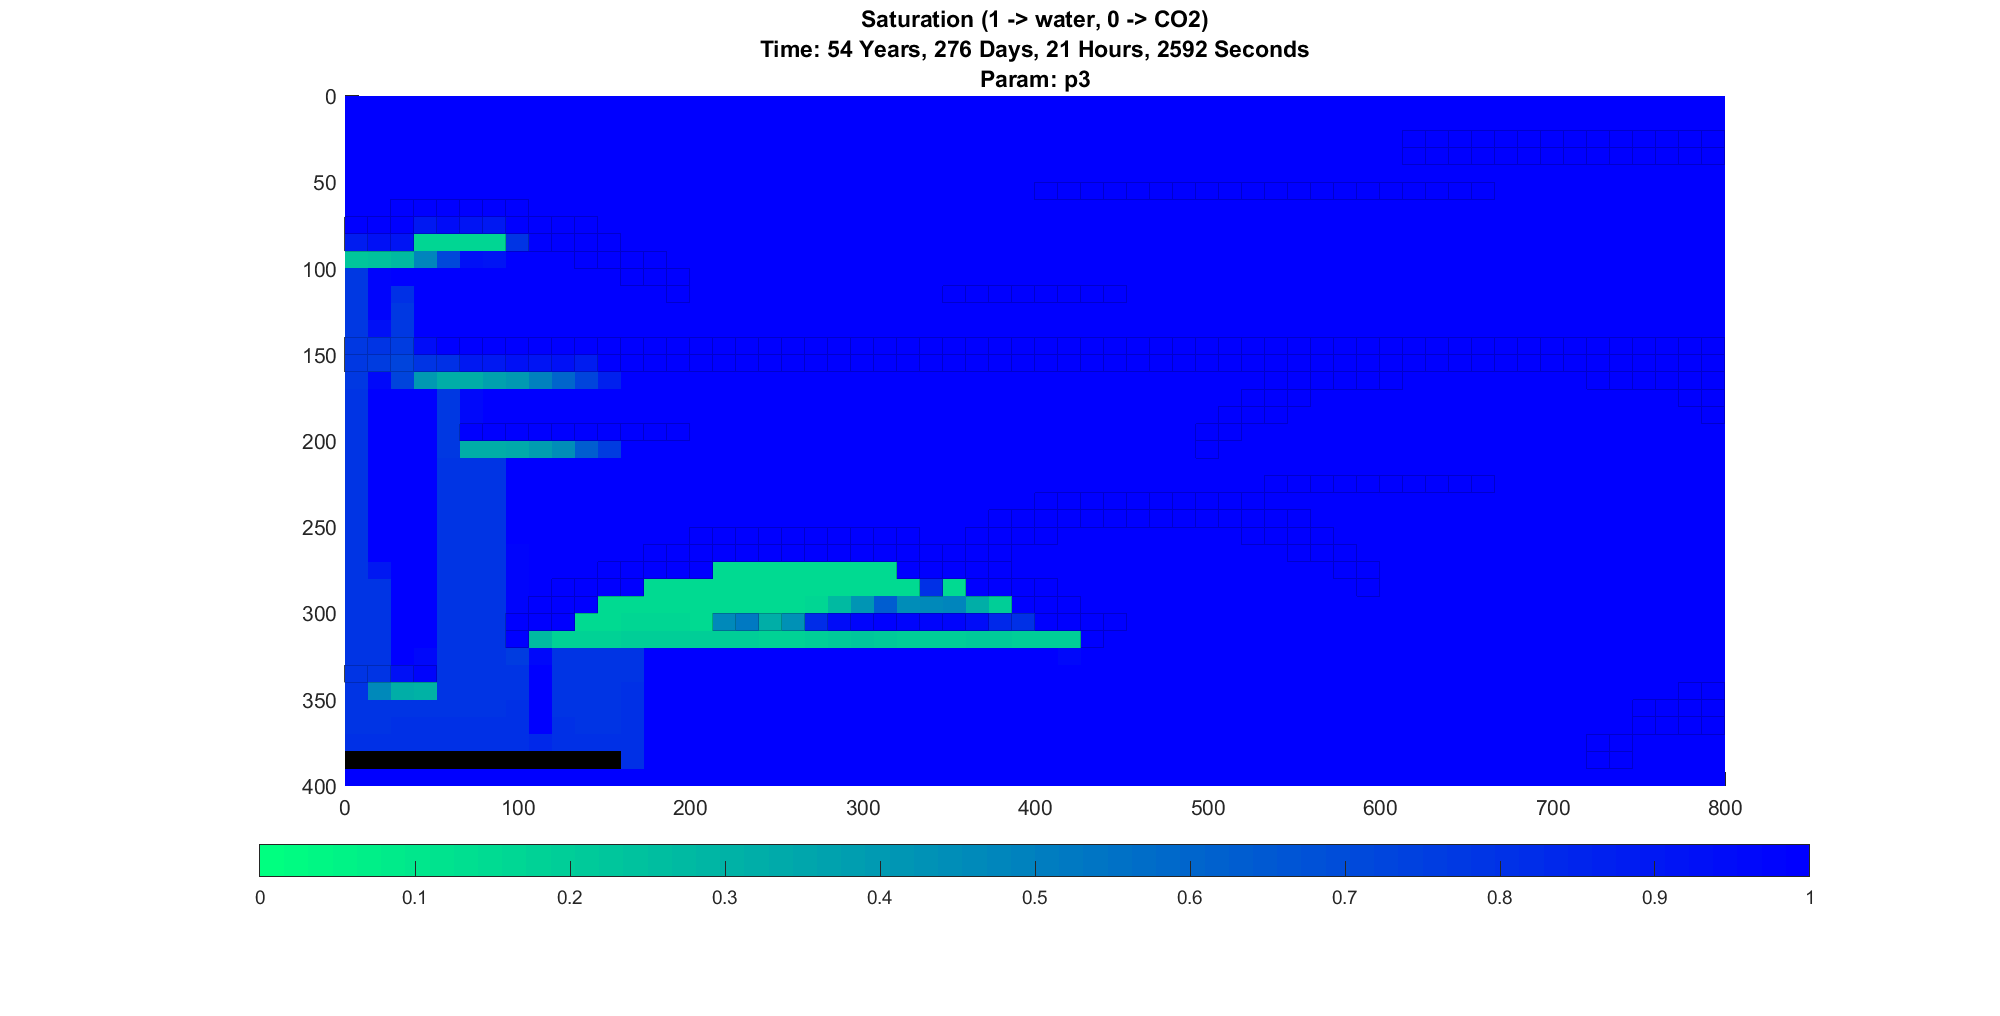 Saturation (1 -> water, 0 -> CO2)
Time: 54 Years, 276 Days, 21 Hours, 2592 Seconds
Param: p3
0
50
100
150
200
250
300
350
400
0 100 200 300 400 500 600 700 800
0 0.1 0.2 0.3 0.4 0.5 0.6 0.7 0.8 0.9 1